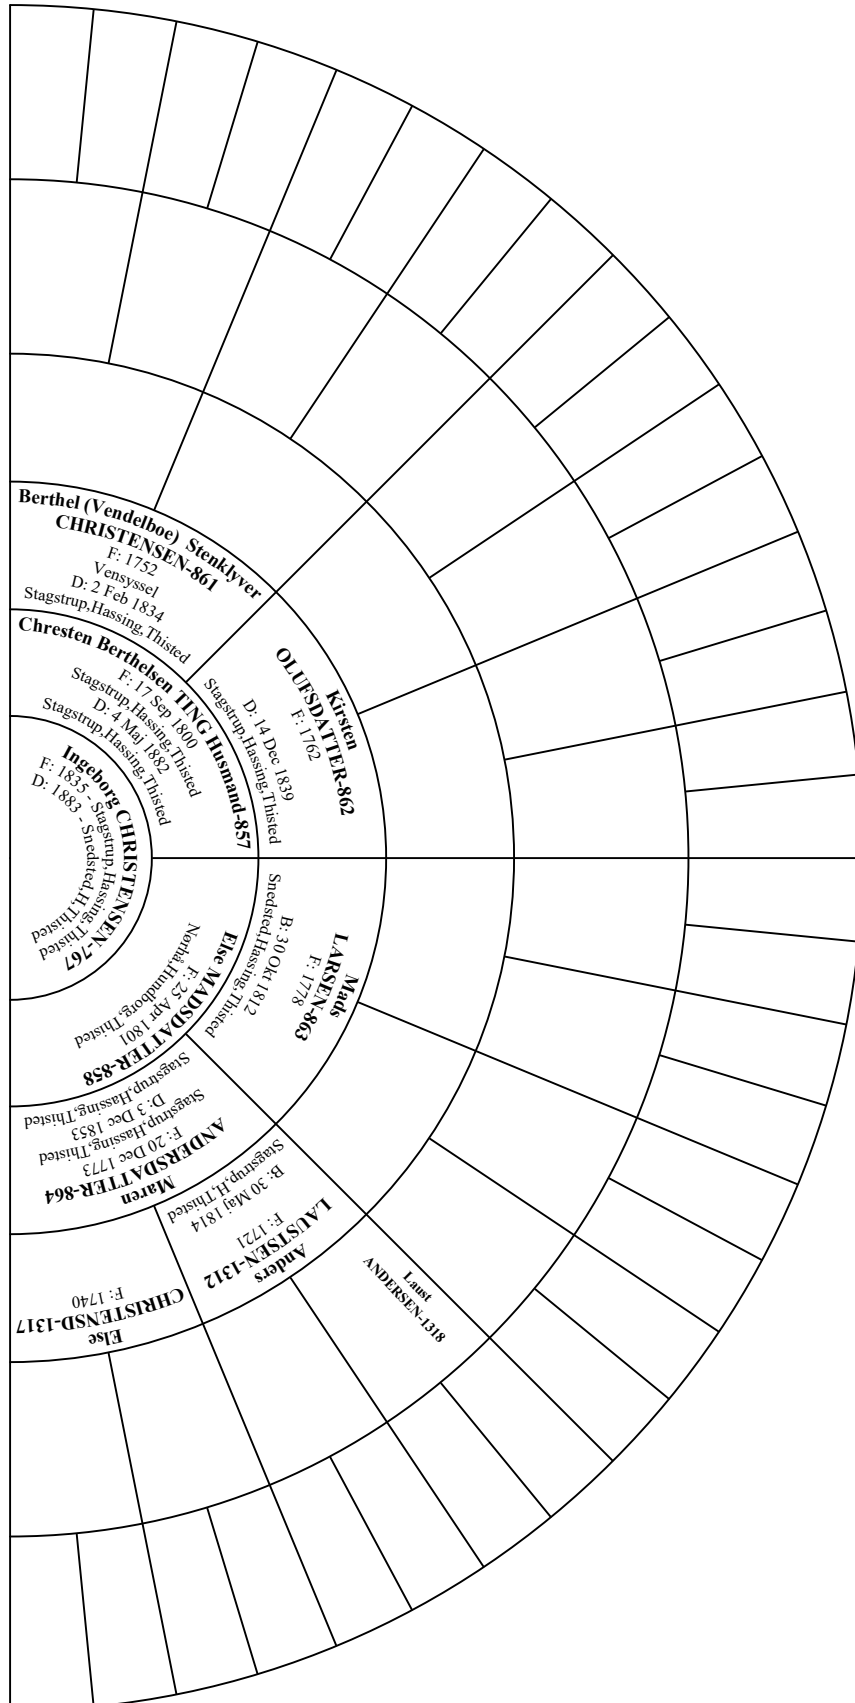 Berthel (Vendelboe)  Stenklyver
CHRISTENSEN-861
F: 1752
Vensyssel
D: 2 Feb 1834
Stagstrup,Hassing,Thisted
Chresten Berthelsen TING Husmand-857
F: 17 Sep 1800
Stagstrup,Hassing,Thisted
D: 4 Maj 1882
Stagstrup,Hassing,Thisted
Kirsten
OLUFSDATTER-862
F: 1762
D: 14 Dec 1839
Stagstrup,Hassing,Thisted
Ingeborg CHRISTENSEN-767
F: 1835 - Stagstrup,Hassing,Thisted
D: 1883 - Snedsted,H,Thisted
Mads
LARSEN-863
F: 1778
B: 30 Okt 1812
Snedsted,Hassing,Thisted
Else MADSDATTER-858
F: 25 Apr 1801
Nørhå,Hundborg,Thisted
Maren
ANDERSDATTER-864
F: 20 Dec 1773
Stagstrup,Hassing,Thisted
D: 3 Dec 1853
Stagstrup,Hassing,Thisted
Anders
LAUSTSEN-1312
F: 1721
B: 30 Maj 1814
Stagstrup,H,Thisted
Else
CHRISTENSD-1317
F: 1740
Laust
ANDERSEN-1318